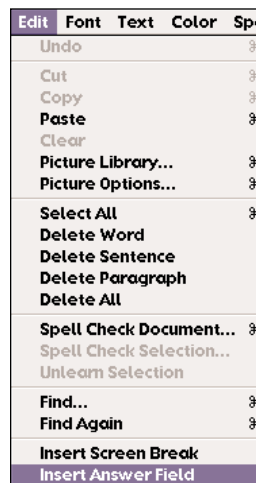 Edit Font Text Color Sp
Undo ⌘
Cut ⌘
Copy ⌘
Paste ⌘
Clear
Picture Library... ⌘
Picture Options... ⌘
Select All ⌘
Delete Word
Delete Sentence
Delete Paragraph
Delete All
Spell Check Document... ⌘
Spell Check Selection...
Unlearn Selection
Find... ⌘
Find Again ⌘
Insert Screen Break
Insert Answer Field